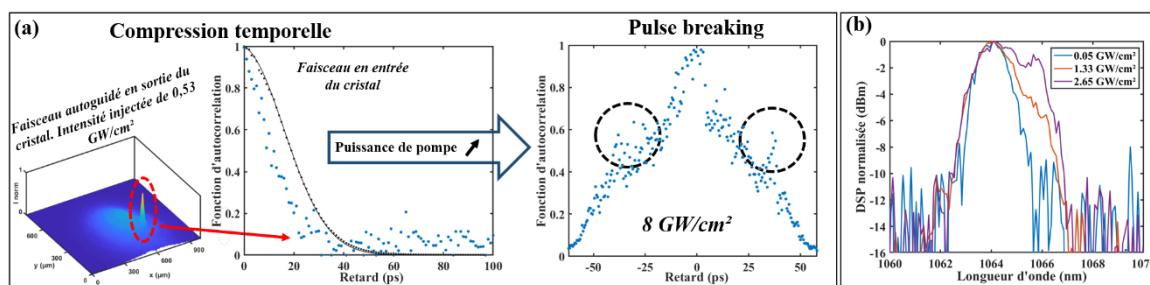 (a)
Compression temporelle
Pulse breaking
(b)
Faisceau autoguidé en sortie du
cristal. Intensité injectée de 0,53
GW/cm²
I norm
1
0
600
300
0
y (µm)
0
300
600
900
x (µm)
Fonction d'autocorrelation
1
0.8
0.6
0.4
0.2
0
0
20
40
60
80
100
Retard (ps)
Faisceau en entrée
du cristal
Puissance de pompe
Fonction d'autocorrelation
1
0.8
0.6
0.4
0.2
0
-50
-25
0
25
50
Retard (ps)
8 GW/cm²
DSP normalisée (dBm)
0
-2
-4
-6
-8
-10
-12
-14
-16
1060
1062
1064
1066
1068
107
Longueur d'onde (nm)
0.05 GW/cm²
1.33 GW/cm²
2.65 GW/cm²